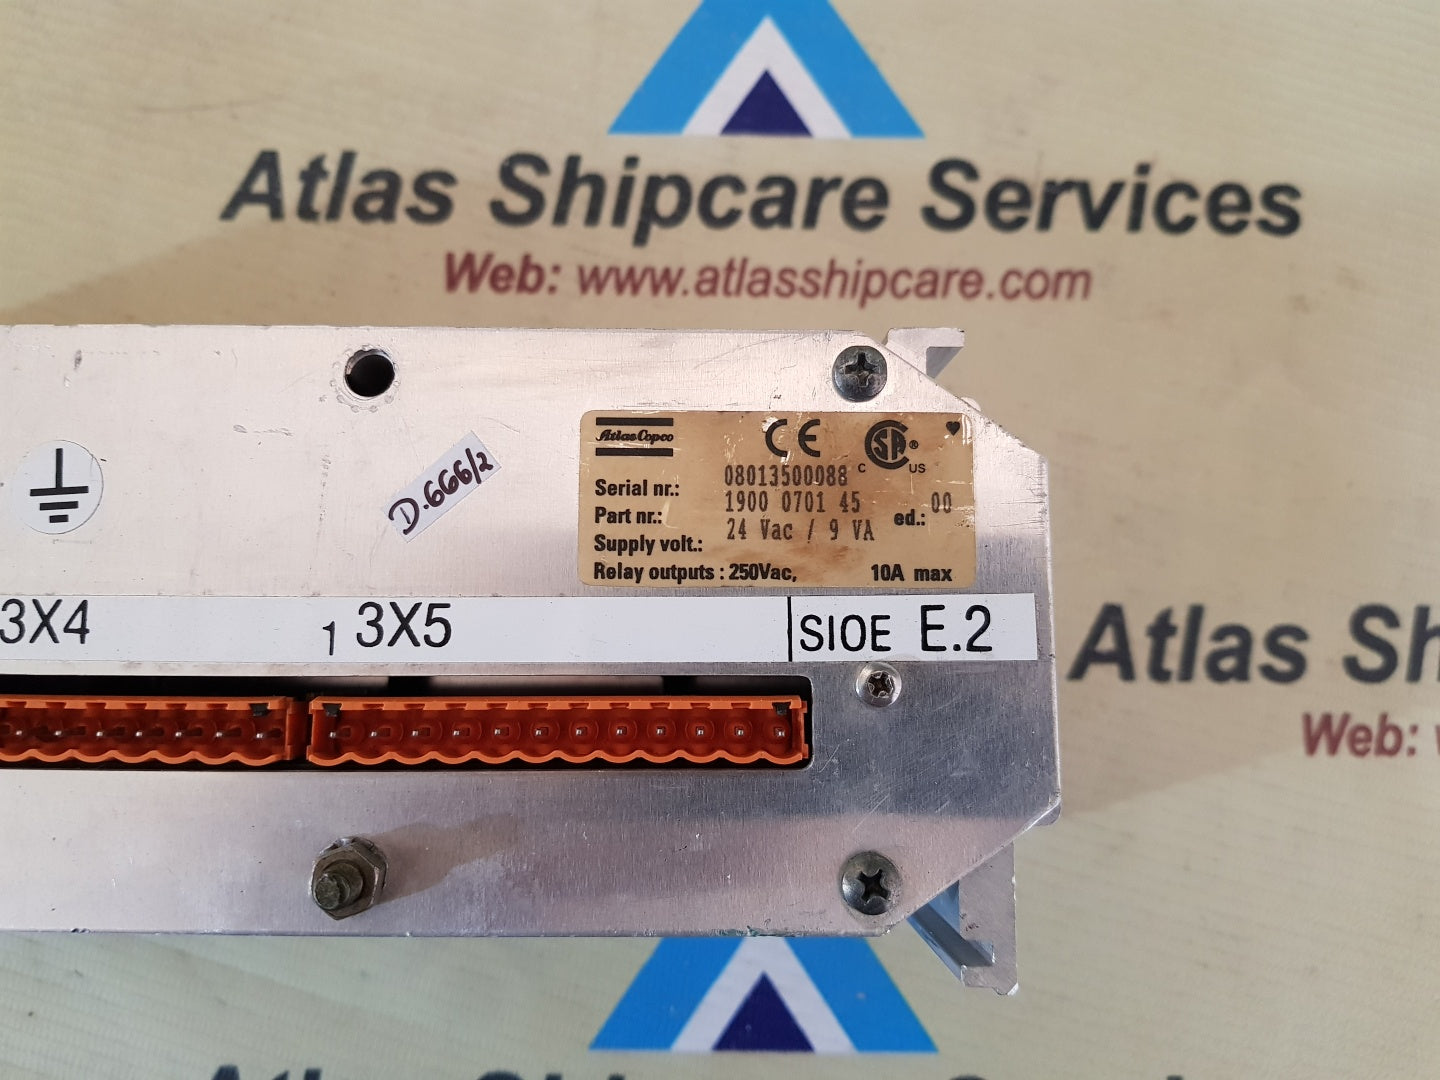 Atlas Shipcare Services
Web: www.atlasshipcare.com
Atlas Copco
CE
CSA®
C US
Serial nr.: 08013500088
Part nr.: 1900 0701 45 ed.: 00
Supply volt.: 24 Vac / 9 VA
Relay outputs : 250Vac, 10A max
D.666/2
3X4
1 3X5
SIOE E.2
Atlas Sh
Web: w